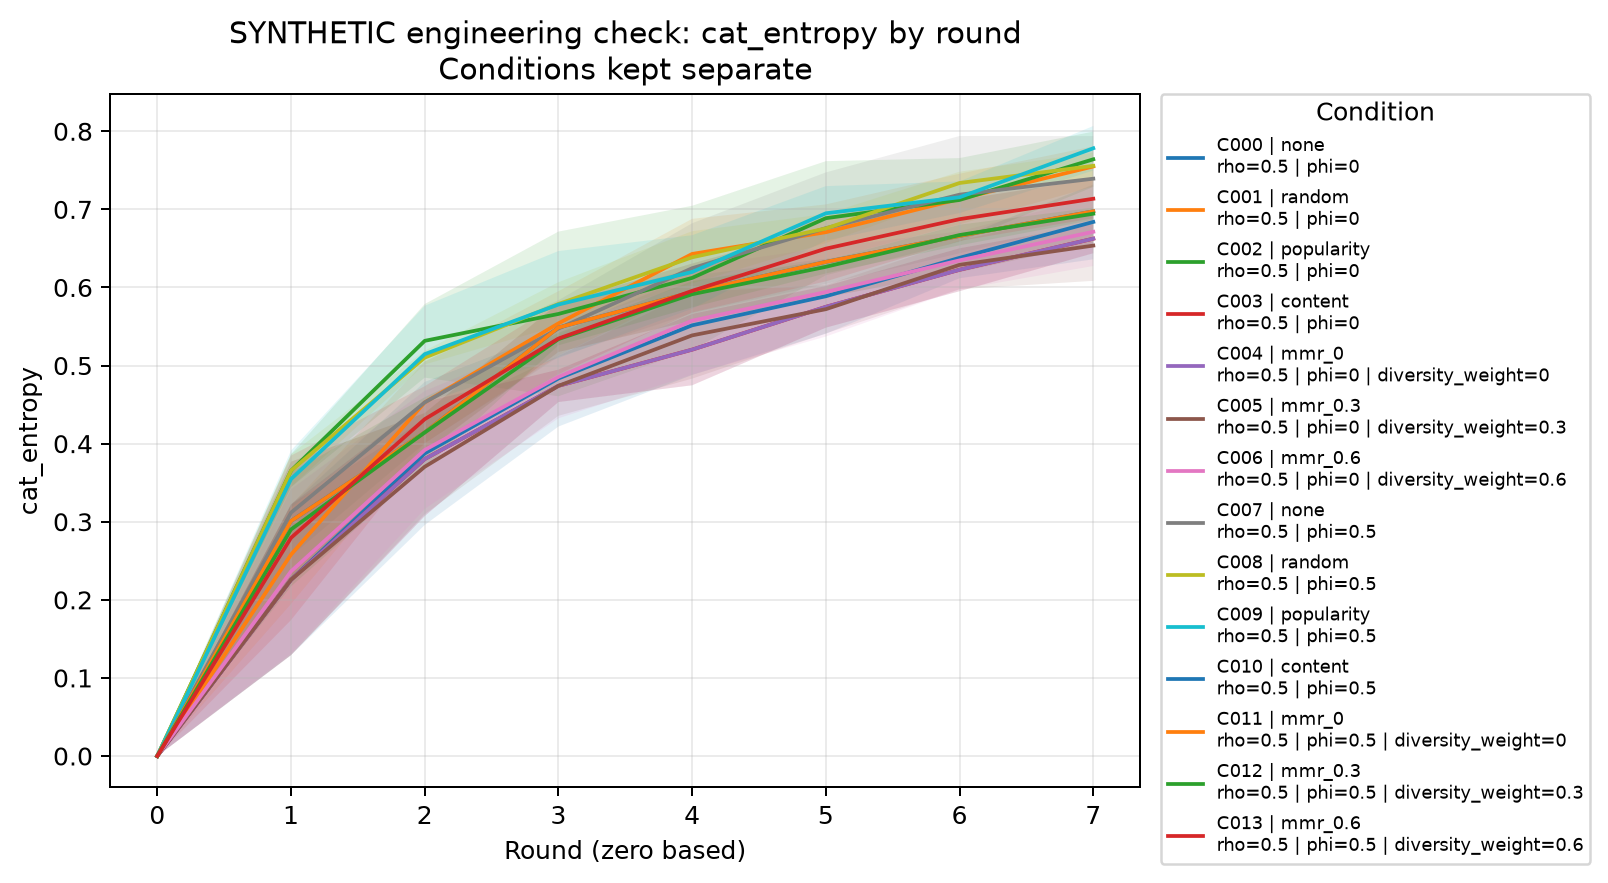 SYNTHETIC engineering check: cat_entropy by round
Conditions kept separate
cat_entropy
0.8
0.7
0.6
0.5
0.4
0.3
0.2
0.1
0.0
0 1 2 3 4 5 6 7
Round (zero based)
Condition
C000 | none
rho=0.5 | phi=0
C001 | random
rho=0.5 | phi=0
C002 | popularity
rho=0.5 | phi=0
C003 | content
rho=0.5 | phi=0
C004 | mmr_0
rho=0.5 | phi=0 | diversity_weight=0
C005 | mmr_0.3
rho=0.5 | phi=0 | diversity_weight=0.3
C006 | mmr_0.6
rho=0.5 | phi=0 | diversity_weight=0.6
C007 | none
rho=0.5 | phi=0.5
C008 | random
rho=0.5 | phi=0.5
C009 | popularity
rho=0.5 | phi=0.5
C010 | content
rho=0.5 | phi=0.5
C011 | mmr_0
rho=0.5 | phi=0.5 | diversity_weight=0
C012 | mmr_0.3
rho=0.5 | phi=0.5 | diversity_weight=0.3
C013 | mmr_0.6
rho=0.5 | phi=0.5 | diversity_weight=0.6